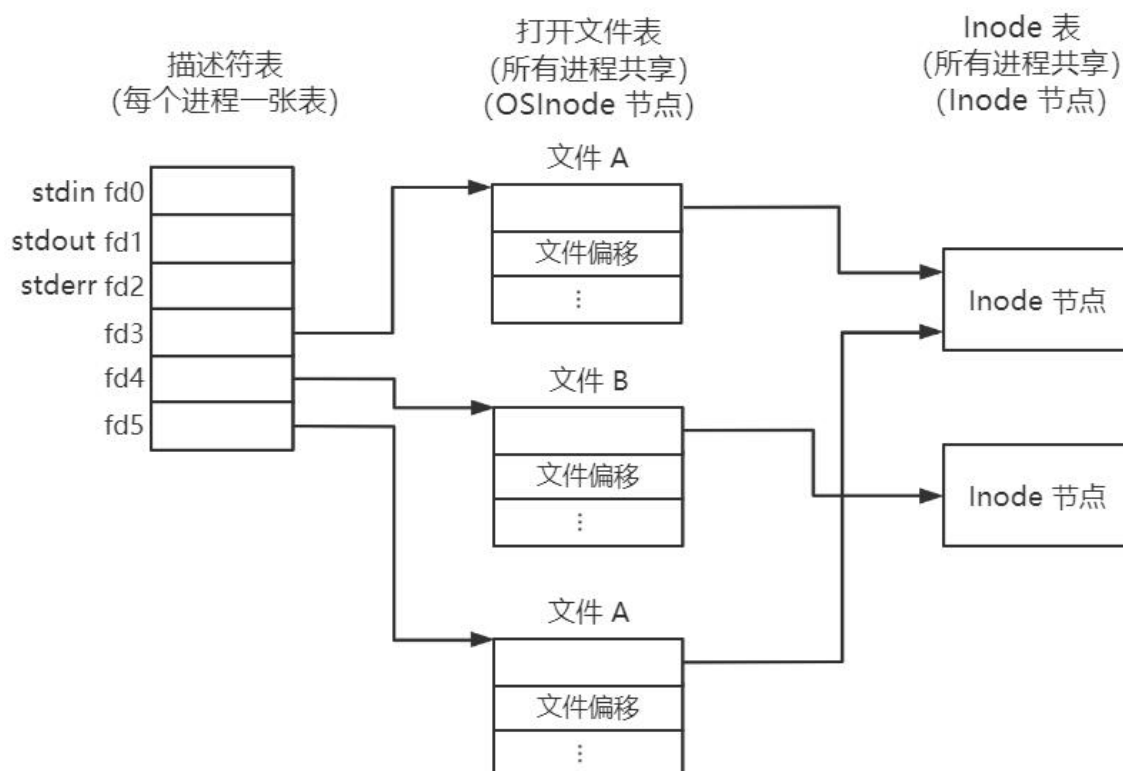 描述符表
(每个进程一张表)
打开文件表
(所有进程共享)
(OSInode 节点)
Inode 表
(所有进程共享)
(Inode 节点)
stdin fd0
stdout fd1
stderr fd2
fd3
fd4
fd5
文件 A
文件偏移
⋮
文件 B
文件偏移
⋮
文件 A
文件偏移
⋮
Inode 节点
Inode 节点